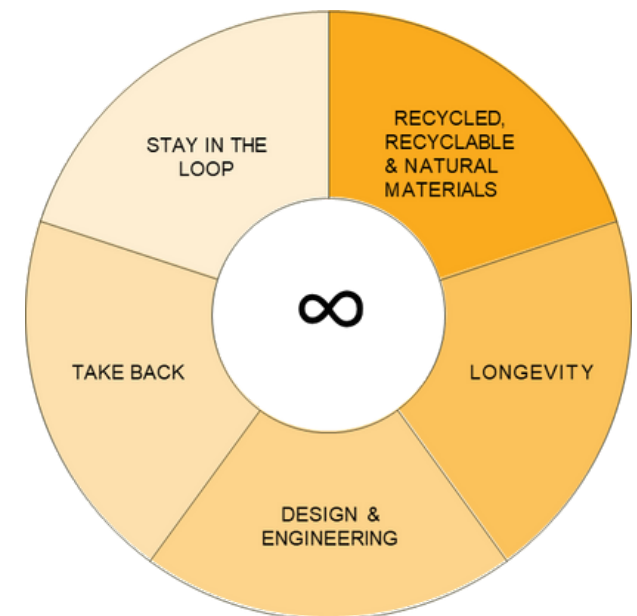 RECYCLED,
RECYCLABLE
& NATURAL
MATERIALS
LONGEVITY
DESIGN &
ENGINEERING
TAKE BACK
STAY IN THE
LOOP
∞